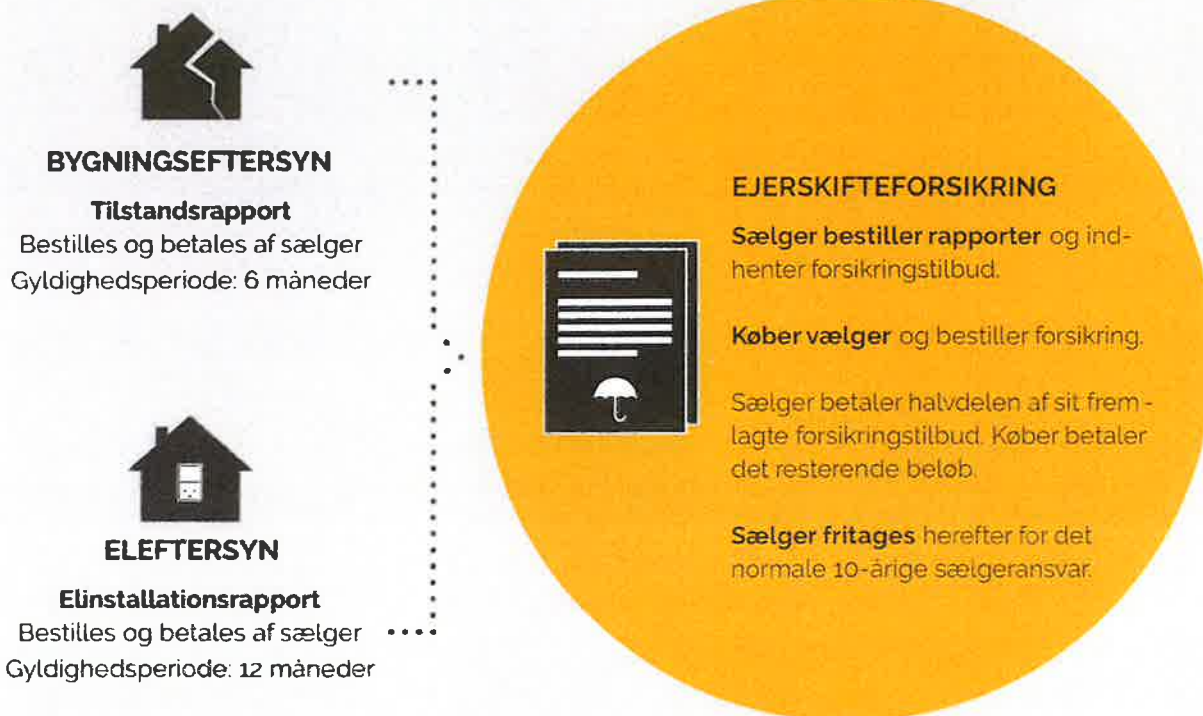 BYGNINGSEFTERSYN
Tilstandsrapport
Bestilles og betales af sælger
Gyldighedsperiode: 6 måneder
ELEFTERSYN
Elinstallationsrapport
Bestilles og betales af sælger
Gyldighedsperiode: 12 måneder
EJERSKIFTEFORSIKRING
Sælger bestiller rapporter og ind-
henter forsikringstilbud.
Køber vælger og bestiller forsikring.
Sælger betaler halvdelen af sit frem-
lagte forsikringstilbud. Køber betaler
det resterende beløb.
Sælger fritages herefter for det
normale 10-årige sælgeransvar.